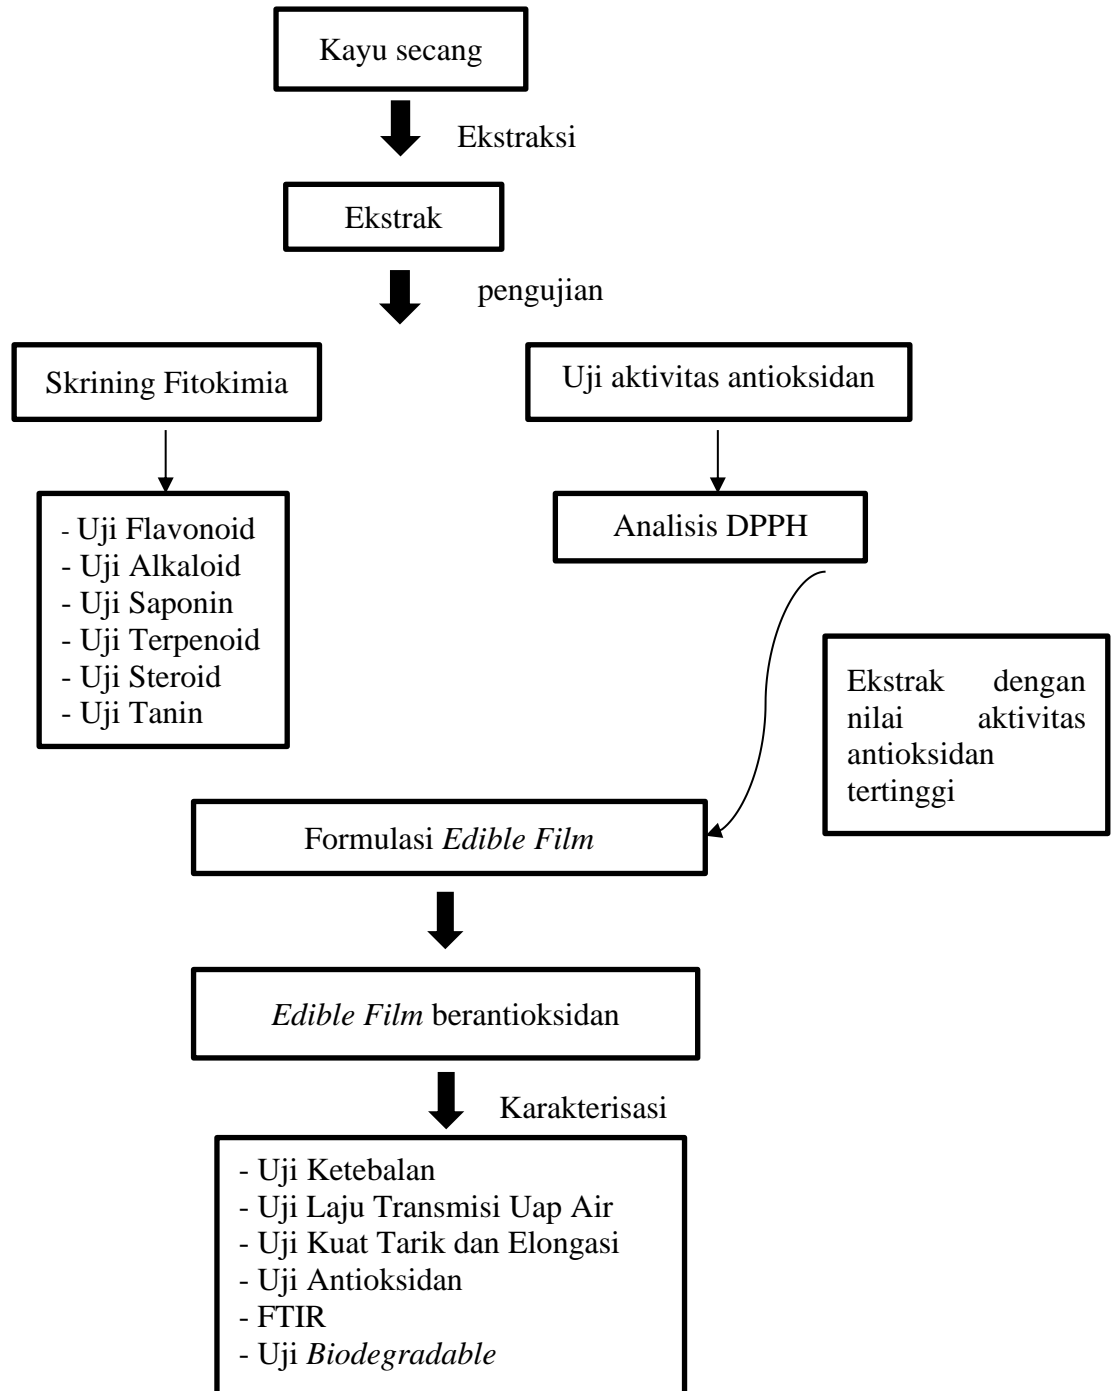 Kayu secang
Ekstraksi
Ekstrak
pengujian
Skrining Fitokimia
Uji aktivitas antioksidan
- Uji Flavonoid
- Uji Alkaloid
- Uji Saponin
- Uji Terpenoid
- Uji Steroid
- Uji Tanin
Analisis DPPH
Ekstrak dengan
nilai aktivitas
antioksidan
tertinggi
Formulasi Edible Film
Edible Film berantioksidan
Karakterisasi
- Uji Ketebalan
- Uji Laju Transmisi Uap Air
- Uji Kuat Tarik dan Elongasi
- Uji Antioksidan
- FTIR
- Uji Biodegradable